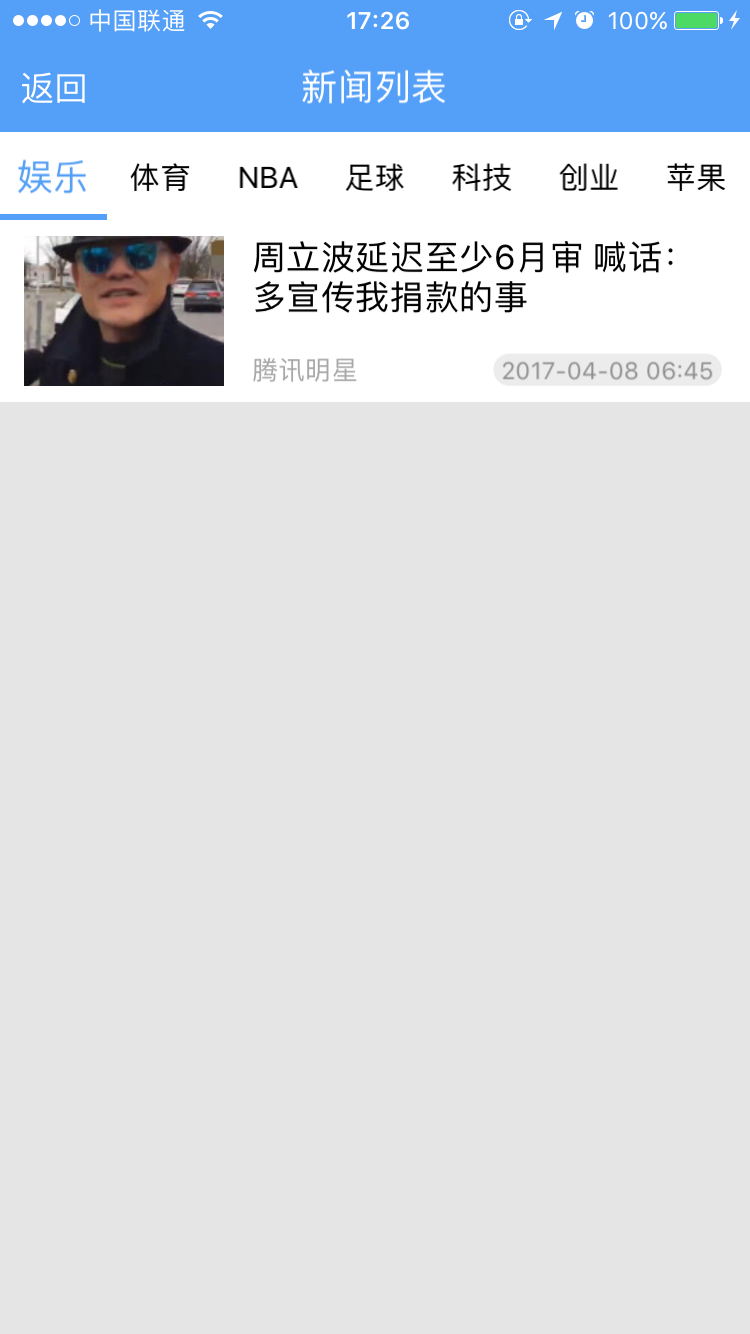 中国联通 17:26 100%
返回 新闻列表
娱乐 体育 NBA 足球 科技 创业 苹果
周立波延迟至少6月审 喊话：
多宣传我捐款的事
腾讯明星 2017-04-08 06:45